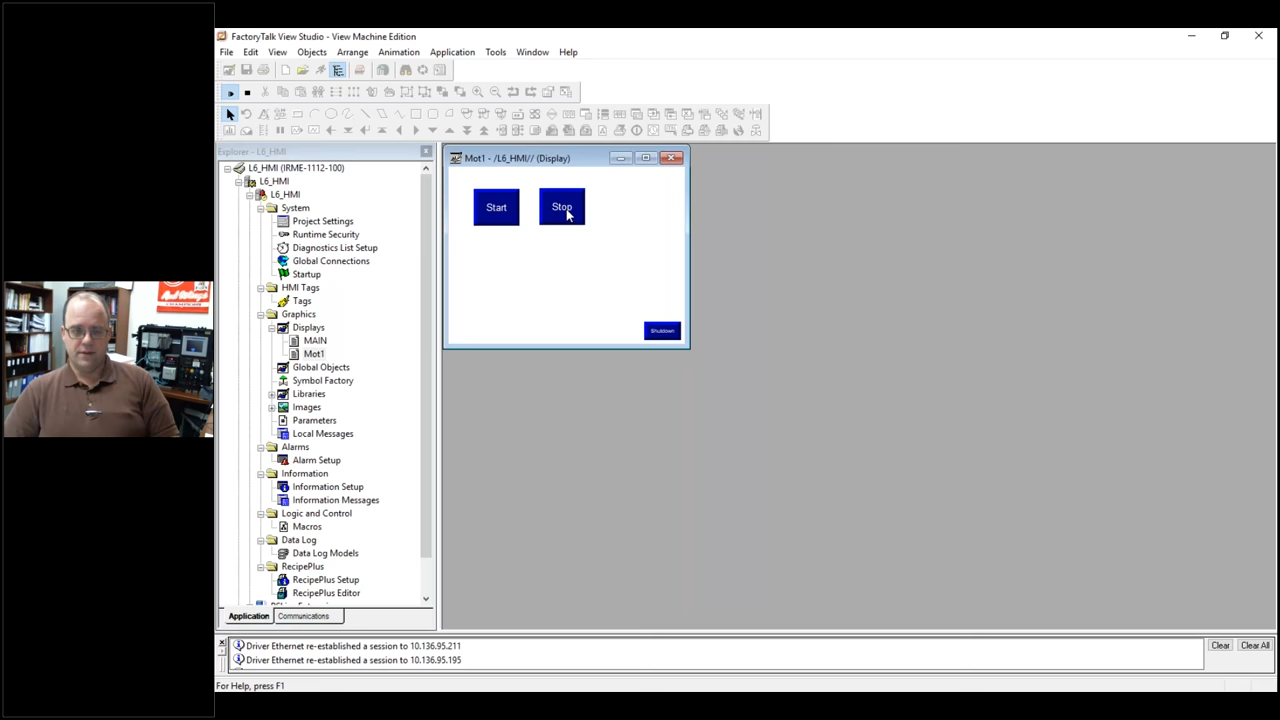 FactoryTalk View Studio - View Machine Edition
File Edit View Objects Arrange Animation Application Tools Window Help
Explorer - L6_HMI
L6_HMI (IRME-1112-100)
L6_HMI
L6_HMI
System
Project Settings
Runtime Security
Diagnostics List Setup
Global Connections
Startup
HMI Tags
Tags
Graphics
Displays
MAIN
Mot1
Global Objects
Symbol Factory
Libraries
Images
Parameters
Local Messages
Alarms
Alarm Setup
Information
Information Setup
Information Messages
Logic and Control
Macros
Data Log
Data Log Models
RecipePlus
RecipePlus Setup
RecipePlus Editor
Application Communications
Mot1 - /L6_HMI// (Display)
Start Stop
Shutdown
Driver Ethernet re-established a session to 10.136.95.211
Driver Ethernet re-established a session to 10.136.95.195
Clear Clear All
For Help, press F1